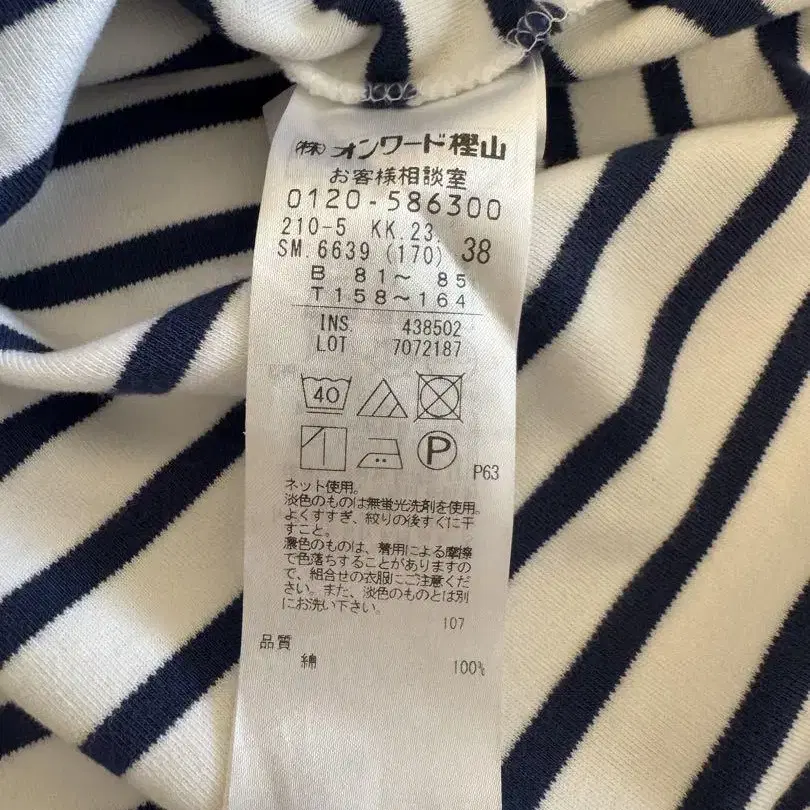 (株)オンワード樫山
お客様相談室
0120-586300
210-5 KK.23.
SM.6639 (170) 38
B 81～ 85
T158～164
INS. 438502
LOT 7072187
40
P
P63
ネット使用。
淡色のものは無蛍光洗剤を使用。
よくすすぎ、絞りの後すぐに干
すこと。
濃色のものは、着用による摩擦
で色落ちすることがありますの
で、組合せの衣服にご注意くだ
さい。また、淡色のものとは別
にお洗い下さい。
107
品質
綿 100%